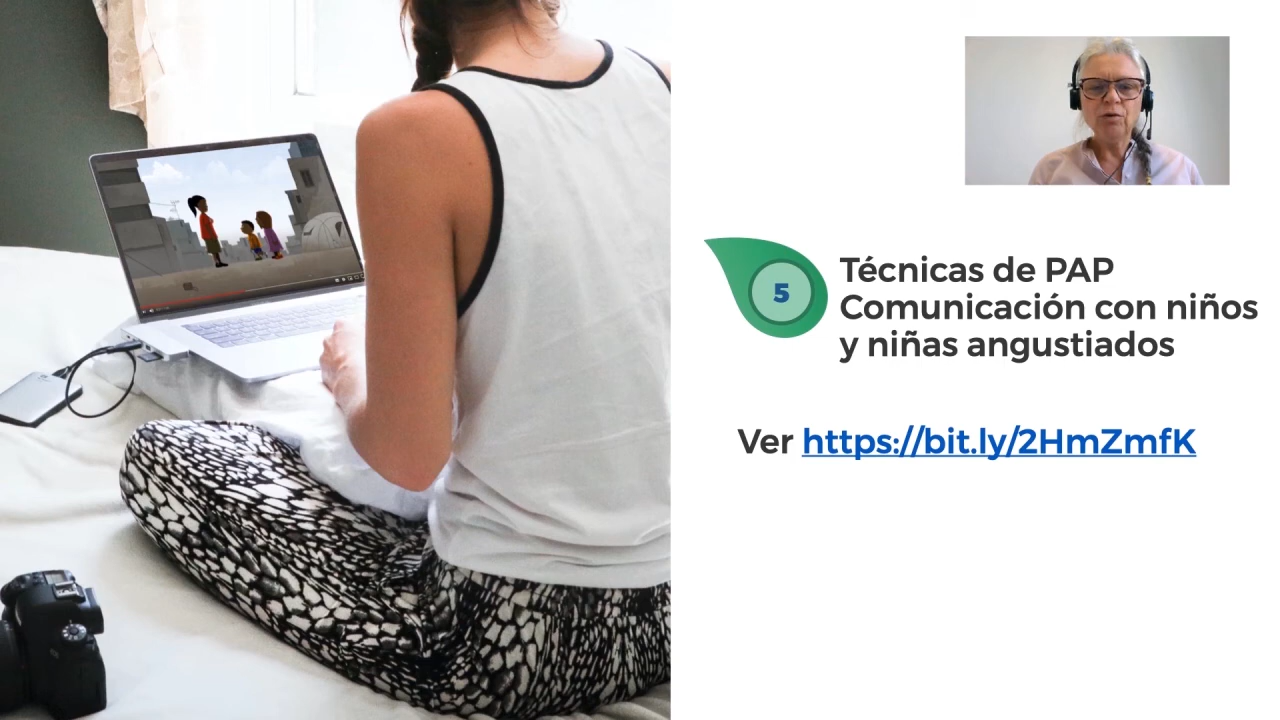 5
Técnicas de PAP
Comunicación con niños
y niñas angustiados
Ver https://bit.ly/2HmZmfK